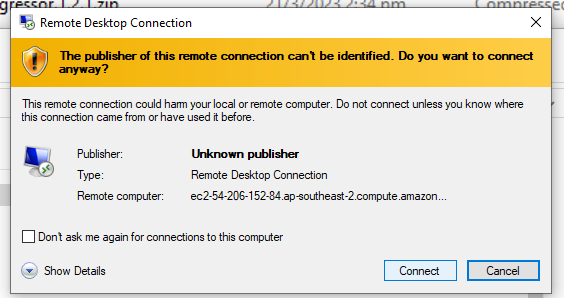 gressor.1.2.1.zip 21/3/2023 2:34 pm Compresse
Remote Desktop Connection
The publisher of this remote connection can't be identified. Do you want to connect
anyway?
This remote connection could harm your local or remote computer. Do not connect unless you know where
this connection came from or have used it before.
Publisher: Unknown publisher
Type: Remote Desktop Connection
Remote computer: ec2-54-206-152-84.ap-southeast-2.compute.amazon...
Don't ask me again for connections to this computer
Show Details Connect Cancel